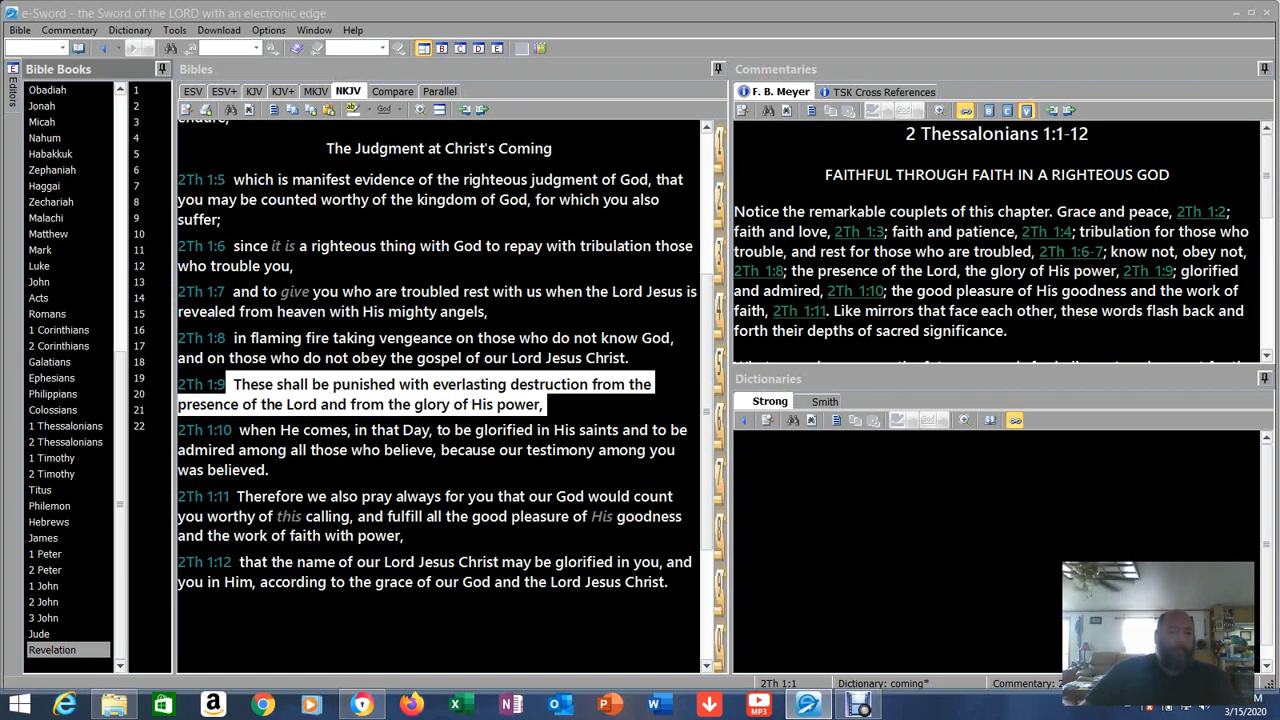 e-Sword - the Sword of the LORD with an electronic edge
Bible Commentary Dictionary Tools Download Options Window Help
B C D E
Editors
Bible Books
Obadiah
Jonah
Micah
Nahum
Habakkuk
Zephaniah
Haggai
Zechariah
Malachi
Matthew
Mark
Luke
John
Acts
Romans
1 Corinthians
2 Corinthians
Galatians
Ephesians
Philippians
Colossians
1 Thessalonians
2 Thessalonians
1 Timothy
2 Timothy
Titus
Philemon
Hebrews
James
1 Peter
2 Peter
1 John
2 John
3 John
Jude
Revelation
1
2
3
4
5
6
7
8
9
10
11
12
13
14
15
16
17
18
19
20
21
22
Bibles
ESV ESV+ KJV KJV+ MKJV NKJV Compare Parallel
God
endure,
The Judgment at Christ's Coming
2Th 1:5 which is manifest evidence of the righteous judgment of God, that
you may be counted worthy of the kingdom of God, for which you also
suffer;
2Th 1:6 since it is a righteous thing with God to repay with tribulation those
who trouble you,
2Th 1:7 and to give you who are troubled rest with us when the Lord Jesus is
revealed from heaven with His mighty angels,
2Th 1:8 in flaming fire taking vengeance on those who do not know God,
and on those who do not obey the gospel of our Lord Jesus Christ.
2Th 1:9 These shall be punished with everlasting destruction from the
presence of the Lord and from the glory of His power,
2Th 1:10 when He comes, in that Day, to be glorified in His saints and to be
admired among all those who believe, because our testimony among you
was believed.
2Th 1:11 Therefore we also pray always for you that our God would count
you worthy of this calling, and fulfill all the good pleasure of His goodness
and the work of faith with power,
2Th 1:12 that the name of our Lord Jesus Christ may be glorified in you, and
you in Him, according to the grace of our God and the Lord Jesus Christ.
Commentaries
F. B. Meyer TSK Cross References
God B C V
2 Thessalonians 1:1-12
FAITHFUL THROUGH FAITH IN A RIGHTEOUS GOD
Notice the remarkable couplets of this chapter. Grace and peace, 2Th 1:2;
faith and love, 2Th 1:3; faith and patience, 2Th 1:4; tribulation for those who
trouble, and rest for those who are troubled, 2Th 1:6-7; know not, obey not,
2Th 1:8; the presence of the Lord, the glory of His power, 2Th 1:9; glorified
and admired, 2Th 1:10; the good pleasure of His goodness and the work of
faith, 2Th 1:11. Like mirrors that face each other, these words flash back and
forth their depths of sacred significance.
Dictionaries
Strong Smith
God
2Th 1:1 Dictionary: coming* Commentary: 2
MP3
M
3/15/2020